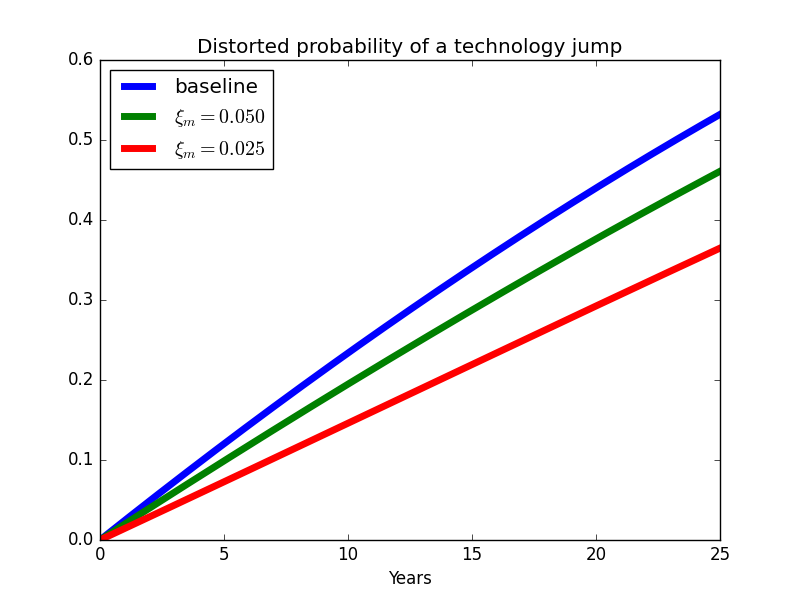 Distorted probability of a technology jump
0.6
0.5
0.4
0.3
0.2
0.1
0.0
baseline
ξₘ = 0.050
ξₘ = 0.025
0 5 10 15 20 25
Years